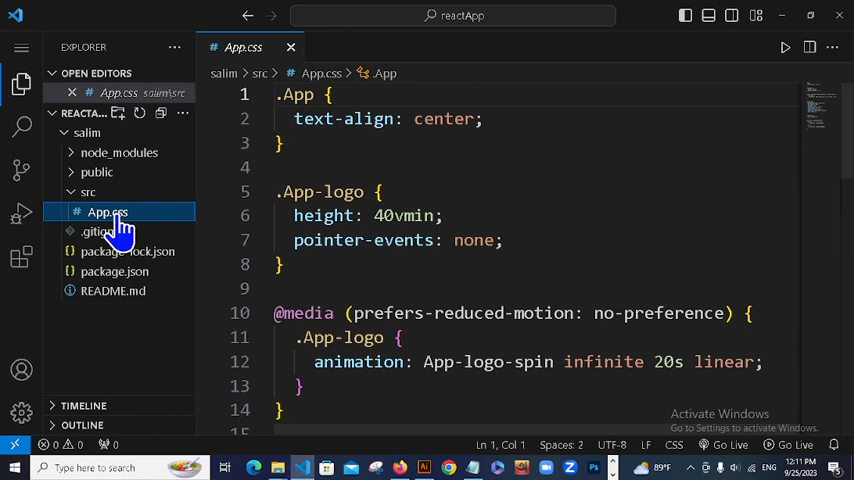 reactApp
EXPLORER
App.css
OPEN EDITORS
App.css salim\src
REACTA...
salim
node_modules
public
src
App.css
package-lock.json
package.json
README.md
TIMELINE
OUTLINE
salim > src > # App.css > .App
1 .App {
2 text-align: center;
3 }
4
5 .App-logo {
6 height: 40vmin;
7 pointer-events: none;
8 }
9
10 @media (prefers-reduced-motion: no-preference) {
11 .App-logo {
12 animation: App-logo-spin infinite 20s linear;
13 }
14 }
15
Activate Windows
Go to Settings to activate Windows.
0 0 0 Ln 1, Col 1 Spaces: 2 UTF-8 LF CSS Go Live Go Live
Type here to search 89°F ENG 12:11 PM
9/25/2023